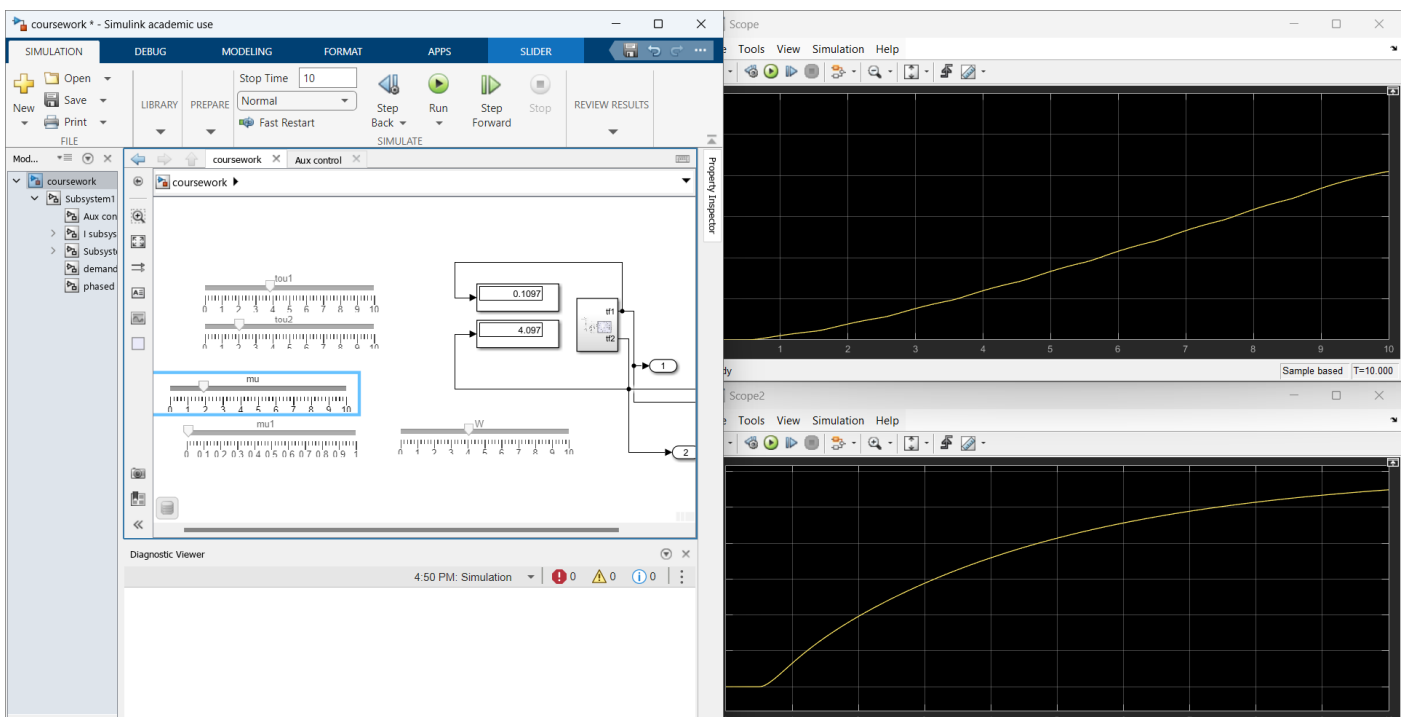 coursework * - Simulink academic use
SIMULATION DEBUG MODELING FORMAT APPS SLIDER
New
Open
Save
Print
FILE
LIBRARY
PREPARE
Stop Time 10
Normal
Fast Restart
Step Back
Run
Step Forward
Stop
SIMULATE
REVIEW RESULTS
Mod...
coursework
Subsystem1
Aux con
I subsys
Subsyst
demand
phased
coursework Aux control
coursework
Property Inspector
tou1
0 1 2 3 4 5 6 7 8 9 10
tou2
0 1 2 3 4 5 6 7 8 9 10
mu
0 1 2 3 4 5 6 7 8 9 10
mu1
0 0.1 0.2 0.3 0.4 0.5 0.6 0.7 0.8 0.9 1
W
0 1 2 3 4 5 6 7 8 9 10
0.1097
4.097
tf1
tf2
1
2
Diagnostic Viewer
4:50 PM: Simulation 0 0 0
Scope
Tools View Simulation Help
1 2 3 4 5 6 7 8 9 10
Sample based T=10.000
Scope2
Tools View Simulation Help